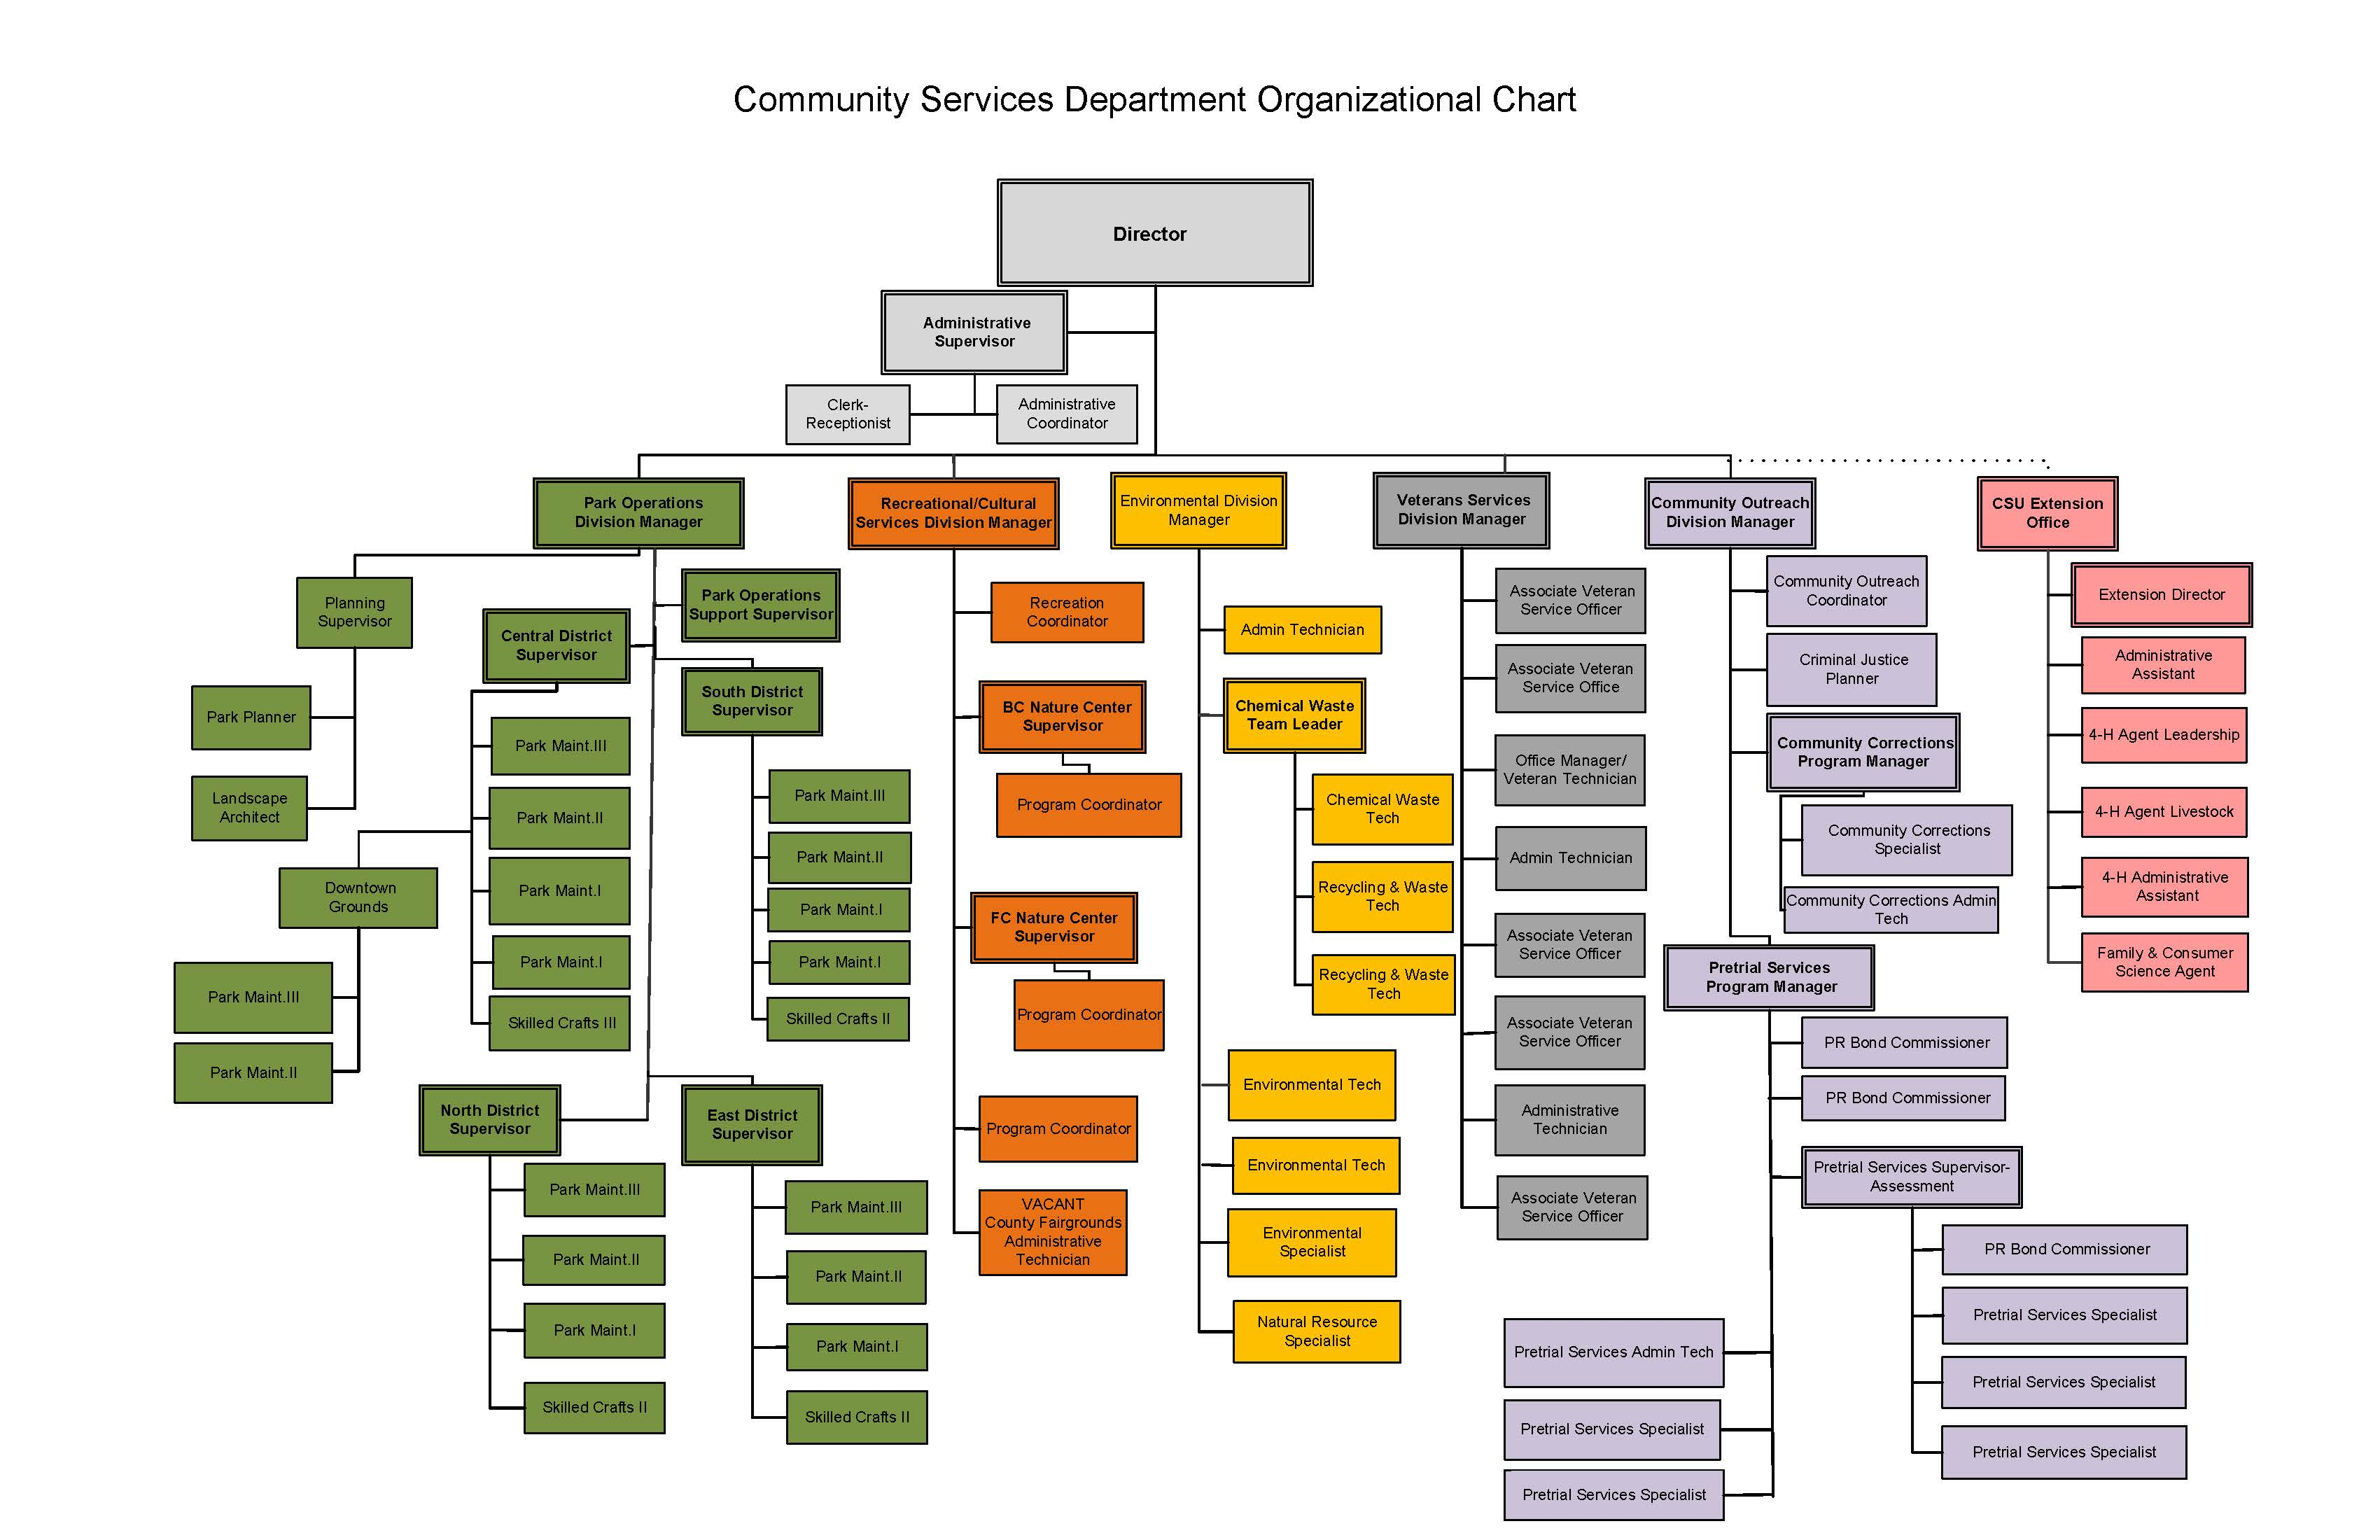 Community Services Department Organizational Chart
Director
Administrative
Supervisor
Clerk-
Receptionist
Administrative
Coordinator
Park Operations
Division Manager
Planning
Supervisor
Park Planner
Landscape
Architect
Park Operations
Support Supervisor
Central District
Supervisor
Park Maint.III
Park Maint.II
Park Maint.I
Park Maint.I
Skilled Crafts III
Downtown
Grounds
Park Maint.III
Park Maint.II
South District
Supervisor
Park Maint.III
Park Maint.II
Park Maint.I
Park Maint.I
Skilled Crafts II
North District
Supervisor
Park Maint.III
Park Maint.II
Park Maint.I
Skilled Crafts II
East District
Supervisor
Park Maint.III
Park Maint.II
Park Maint.I
Skilled Crafts II
Recreational/Cultural
Services Division Manager
Recreation
Coordinator
BC Nature Center
Supervisor
Program Coordinator
FC Nature Center
Supervisor
Program Coordinator
Program Coordinator
VACANT
County Fairgrounds
Administrative
Technician
Environmental Division
Manager
Admin Technician
Chemical Waste
Team Leader
Chemical Waste
Tech
Recycling & Waste
Tech
Recycling & Waste
Tech
Environmental Tech
Environmental Tech
Environmental
Specialist
Natural Resource
Specialist
Veterans Services
Division Manager
Associate Veteran
Service Officer
Associate Veteran
Service Office
Office Manager/
Veteran Technician
Admin Technician
Associate Veteran
Service Officer
Associate Veteran
Service Officer
Administrative
Technician
Associate Veteran
Service Officer
Community Outreach
Division Manager
Community Outreach
Coordinator
Criminal Justice
Planner
Community Corrections
Program Manager
Community Corrections
Specialist
Community Corrections Admin
Tech
Pretrial Services
Program Manager
PR Bond Commissioner
PR Bond Commissioner
Pretrial Services Supervisor-
Assessment
PR Bond Commissioner
Pretrial Services Specialist
Pretrial Services Specialist
Pretrial Services Specialist
Pretrial Services Admin Tech
Pretrial Services Specialist
Pretrial Services Specialist
CSU Extension
Office
Extension Director
Administrative
Assistant
4-H Agent Leadership
4-H Agent Livestock
4-H Administrative
Assistant
Family & Consumer
Science Agent